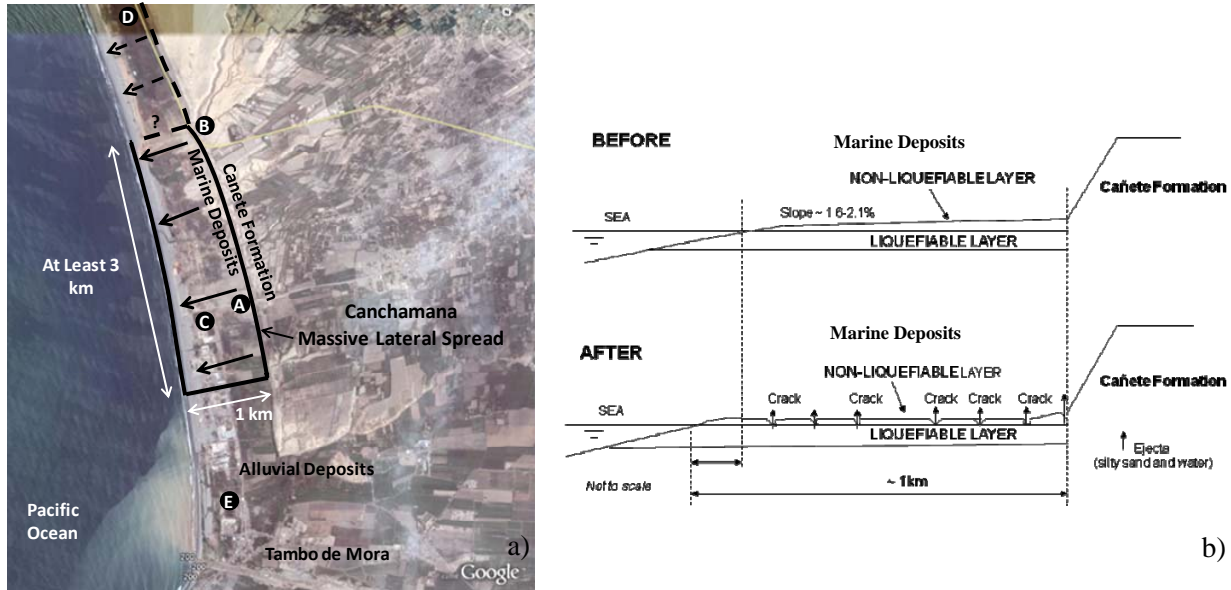 D
?
B
Canete Formation
Marine Deposits
At Least 3
km
A
C
Canchamana
Massive Lateral Spread
1 km
Alluvial Deposits
E
Pacific
Ocean
Tambo de Mora
Google
a)
BEFORE
Marine Deposits
NON-LIQUEFIABLE LAYER
Cañete Formation
SEA
Slope ~ 1.6-2.1%
LIQUEFIABLE LAYER
AFTER
Marine Deposits
NON-LIQUEFIABLE LAYER
Cañete Formation
Crack
Crack
Crack
Crack
Crack
SEA
LIQUEFIABLE LAYER
Ejecta
(silty sand and water)
Not to scale
~ 1km
b)